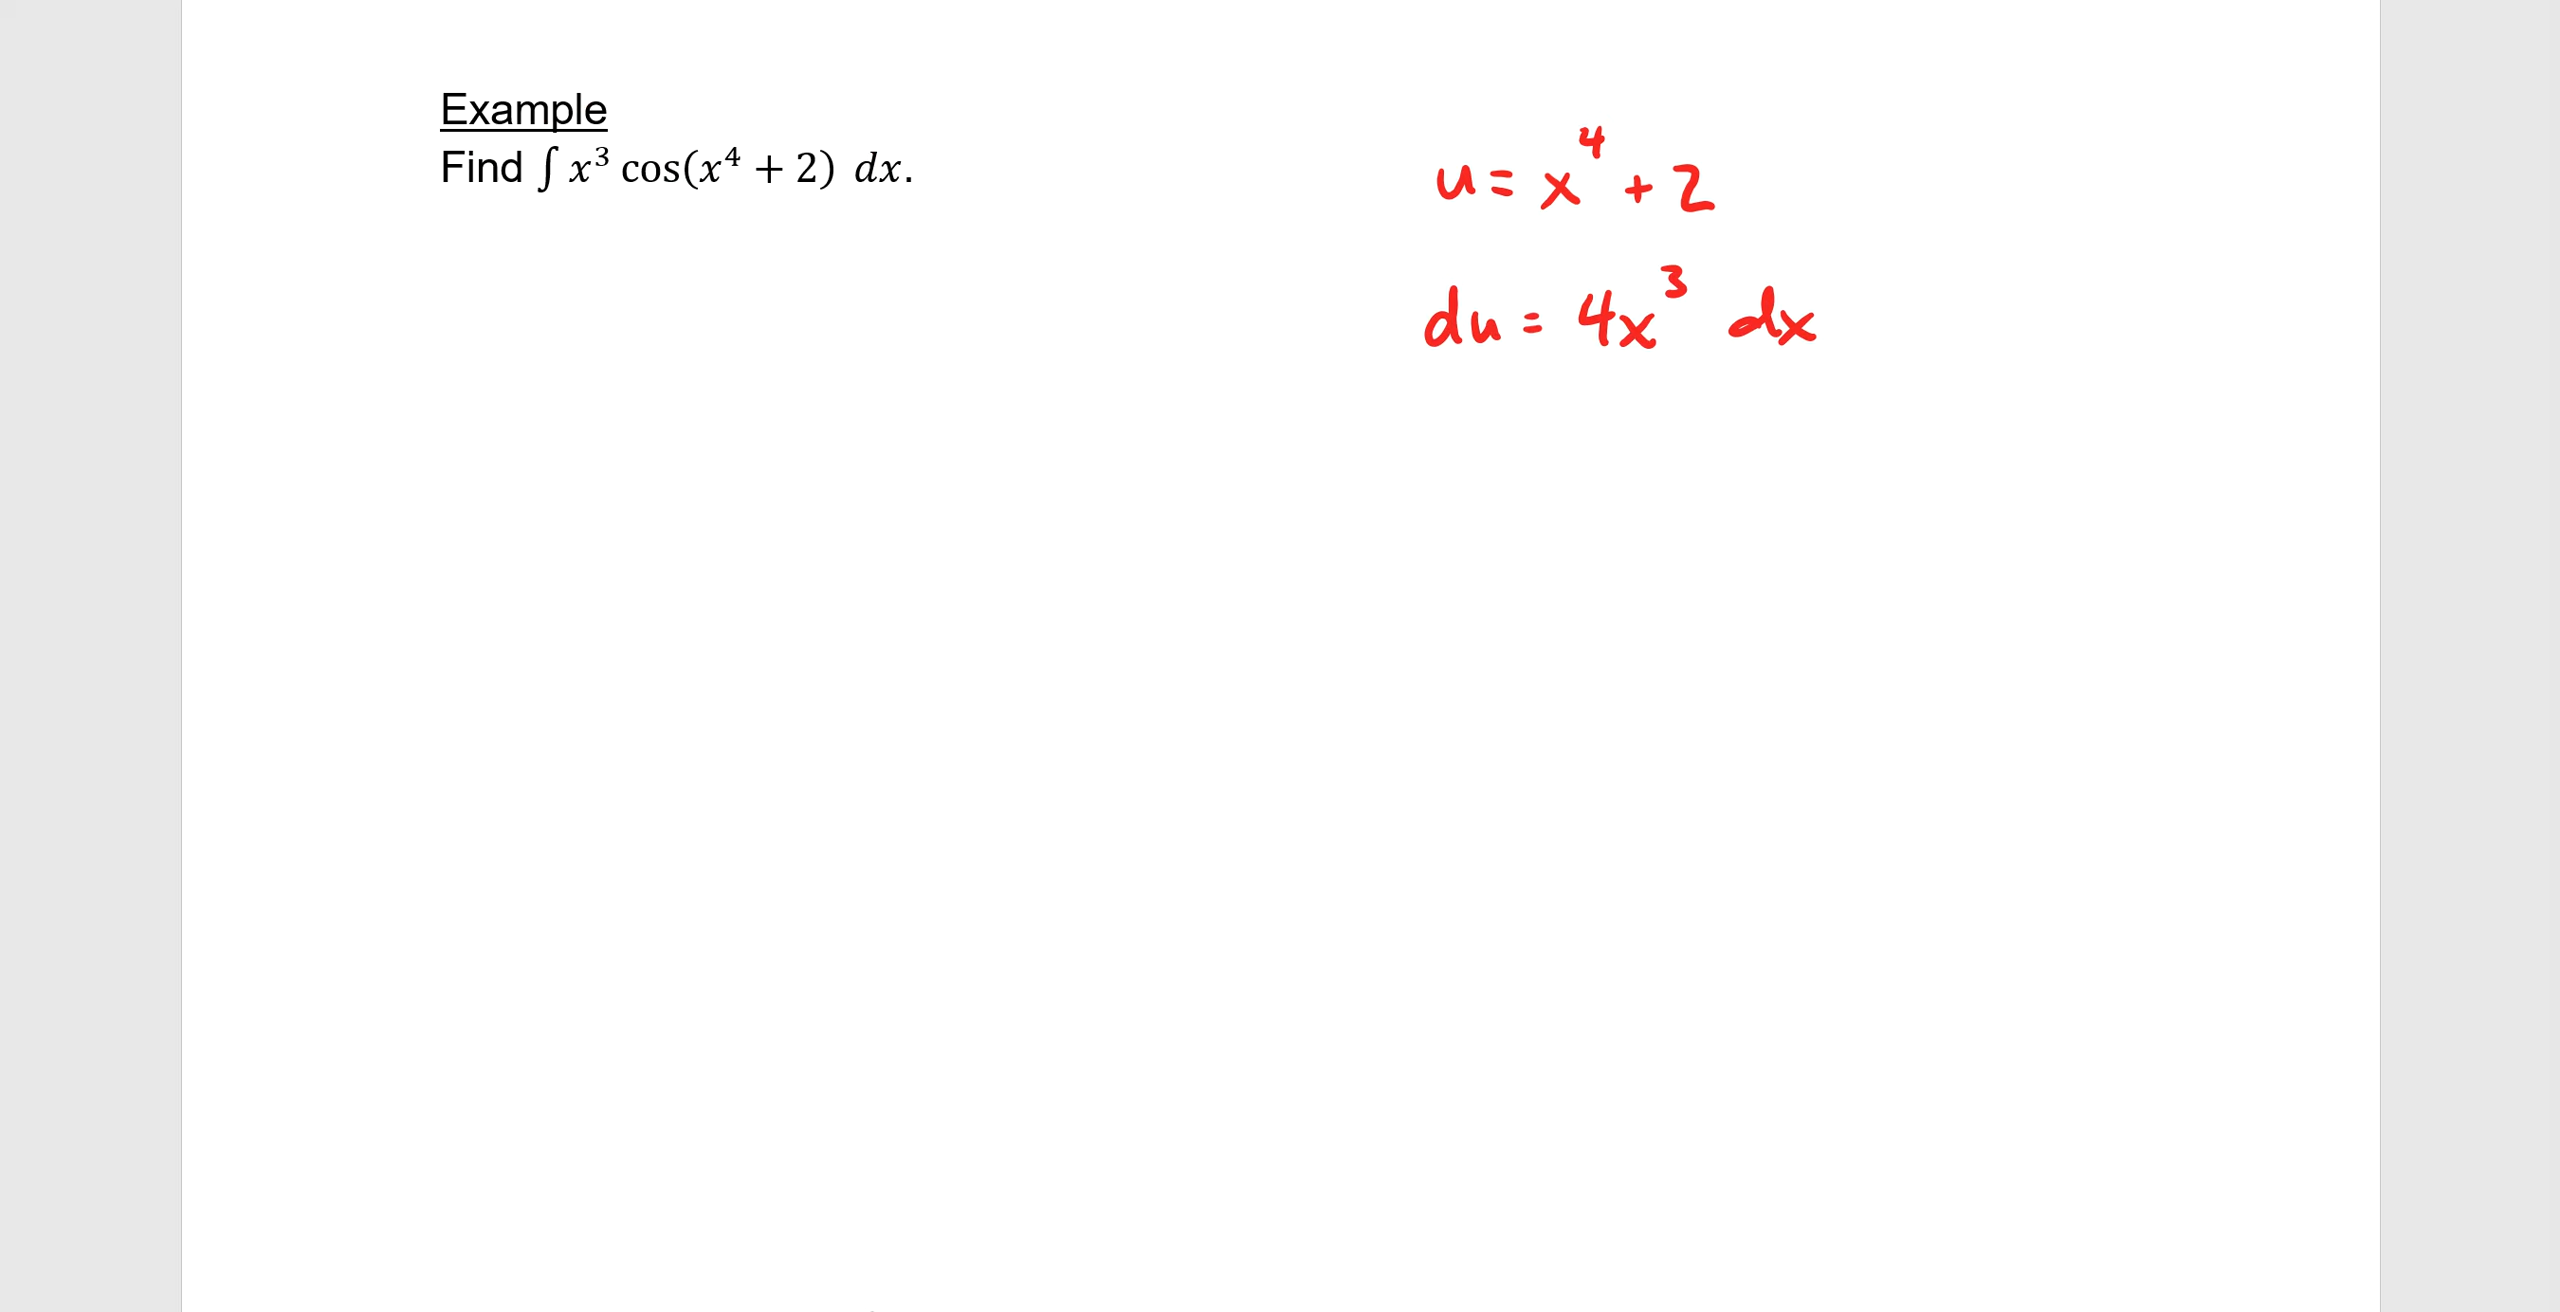 Example
Find ∫ x³ cos(x⁴ + 2) dx.
u = x⁴ + 2
du = 4x³ dx